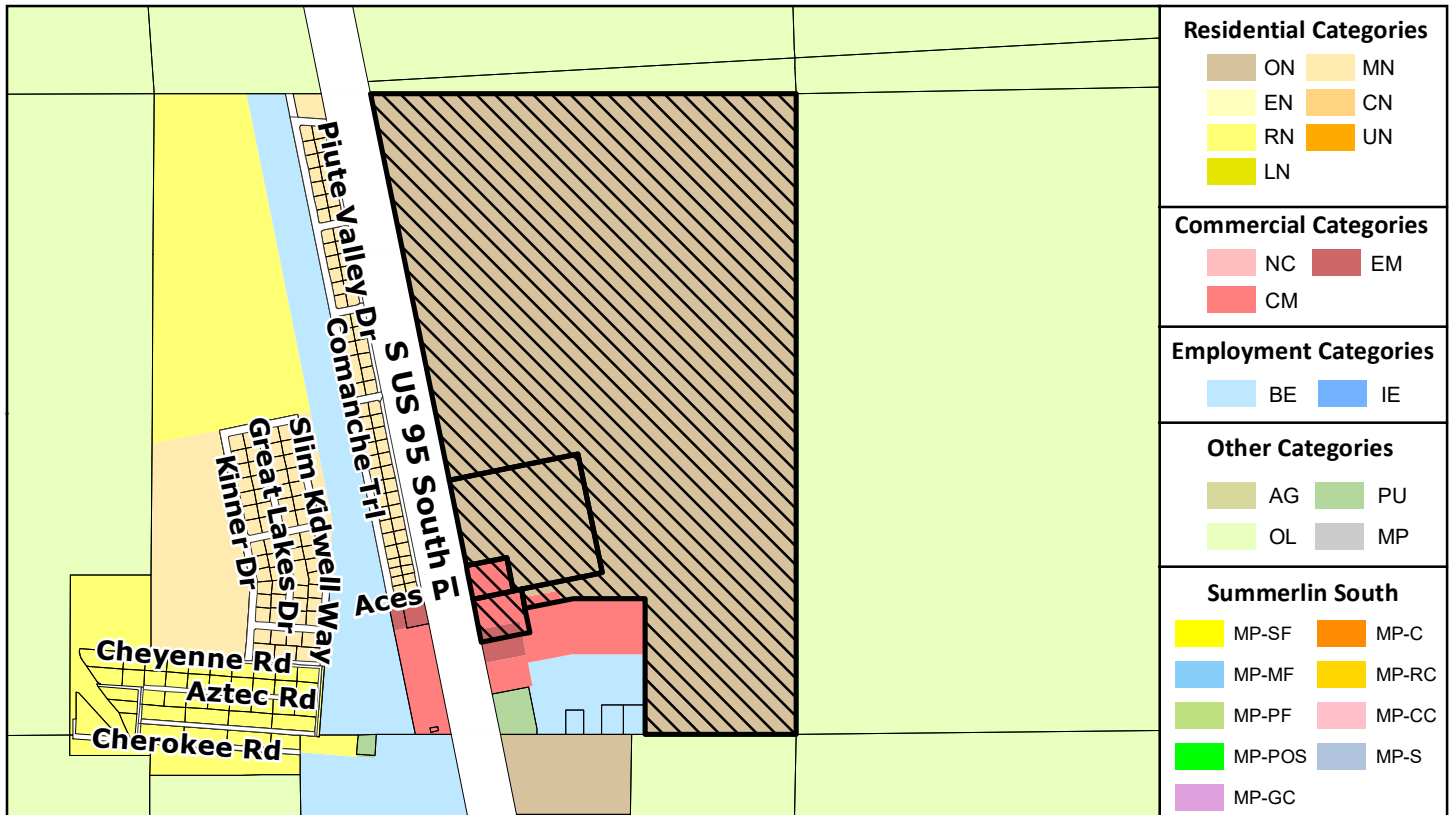 Piute Valley Dr
Comanche Trl
S US 95 South Pl
Slim Kidwell Way
Great Lakes Dr
Kinner Dr
Aces
Cheyenne Rd
Aztec Rd
Cherokee Rd
Residential Categories
ON MN
EN CN
RN UN
LN
Commercial Categories
NC EM
CM
Employment Categories
BE IE
Other Categories
AG PU
OL MP
Summerlin South
MP-SF MP-C
MP-MF MP-RC
MP-PF MP-CC
MP-POS MP-S
MP-GC